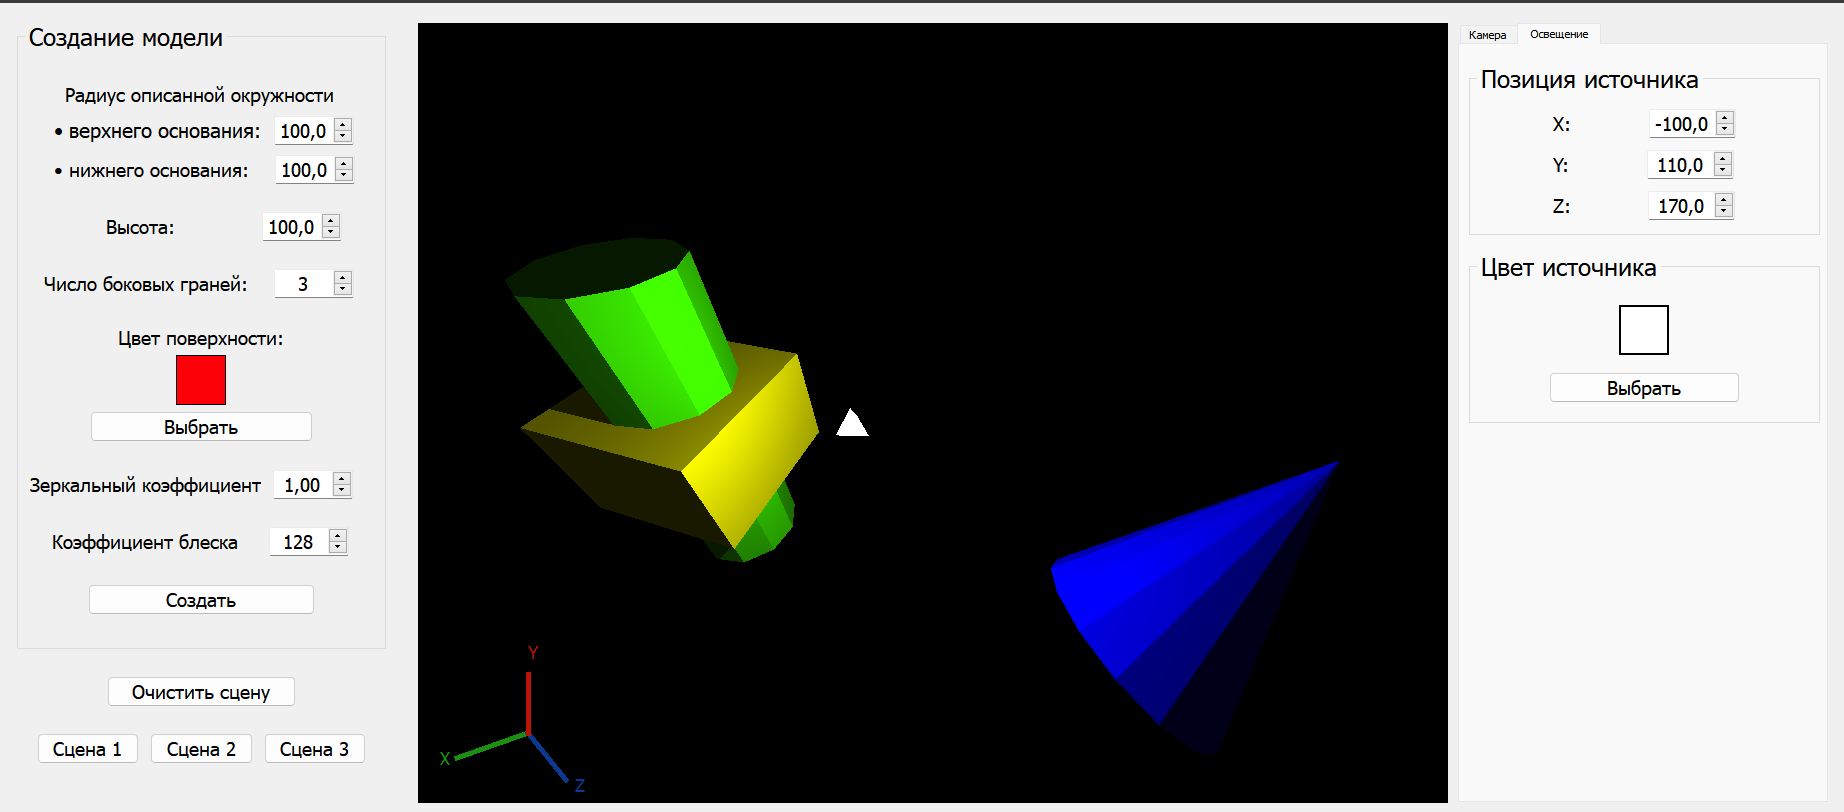 Создание модели
Радиус описанной окружности
• верхнего основания: 100,0
• нижнего основания: 100,0
Высота: 100,0
Число боковых граней: 3
Цвет поверхности:
Выбрать
Зеркальный коэффициент 1,00
Коэффициент блеска 128
Создать
Очистить сцену
Сцена 1 Сцена 2 Сцена 3
Y
X
Z
Камера Освещение
Позиция источника
X: -100,0
Y: 110,0
Z: 170,0
Цвет источника
Выбрать